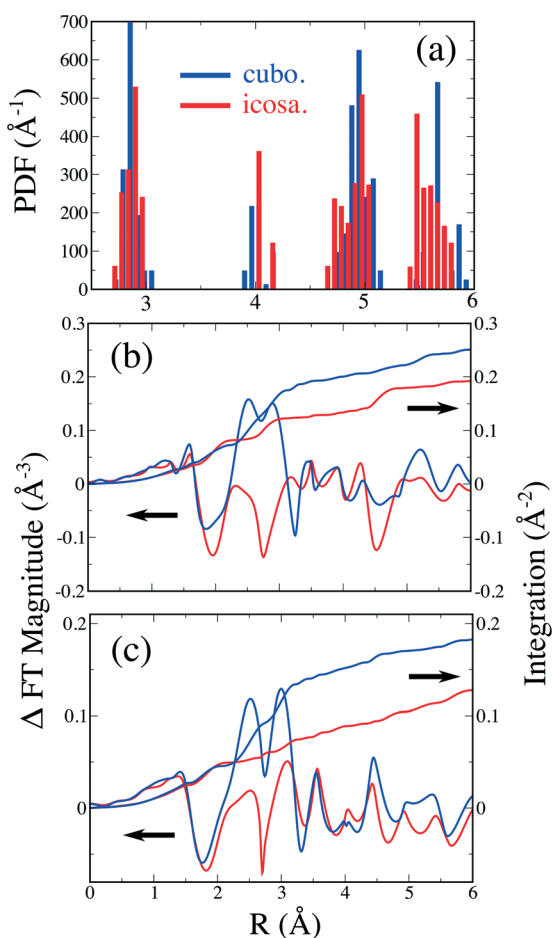 (a)
cubo.
icosa.
PDF (Å-1)
700
600
500
400
300
200
100
0
3 4 5 6
(b)
Δ FT Magnitude (Å-3)
Integration (Å-2)
0.3 0.3
0.2 0.2
0.1 0.1
0 0
-0.1 -0.1
-0.2 -0.2
(c)
0.2 0.2
0.1 0.1
0 0
0 1 2 3 4 5 6
R (Å)